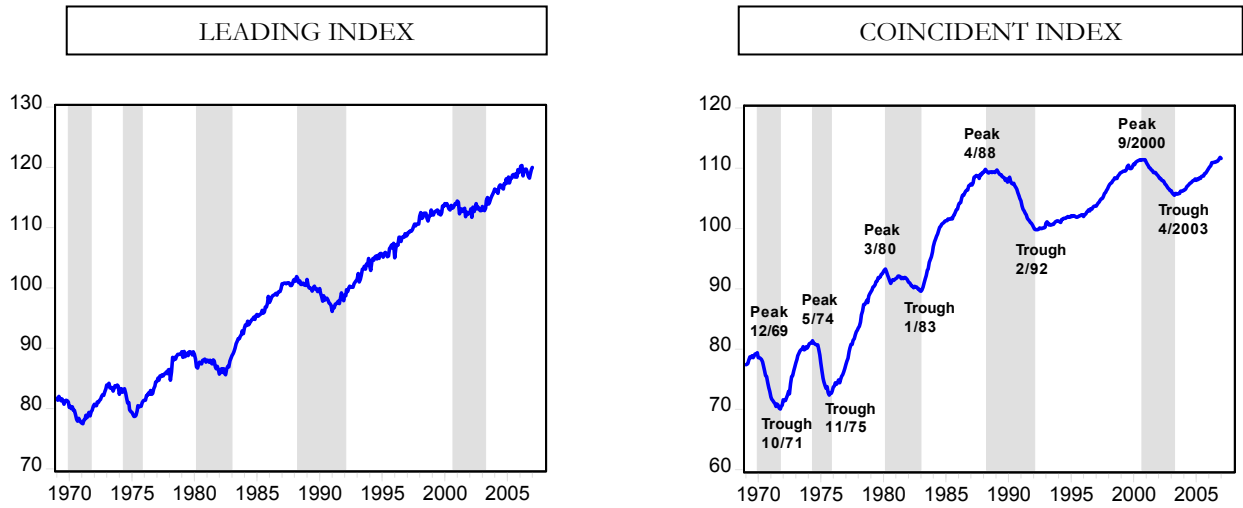 LEADING INDEX
130
120
110
100
90
80
70
1970 1975 1980 1985 1990 1995 2000 2005
COINCIDENT INDEX
120
110
100
90
80
70
60
Peak
12/69
Peak
5/74
Peak
3/80
Peak
4/88
Peak
9/2000
Trough
10/71
Trough
11/75
Trough
1/83
Trough
2/92
Trough
4/2003
1970 1975 1980 1985 1990 1995 2000 2005